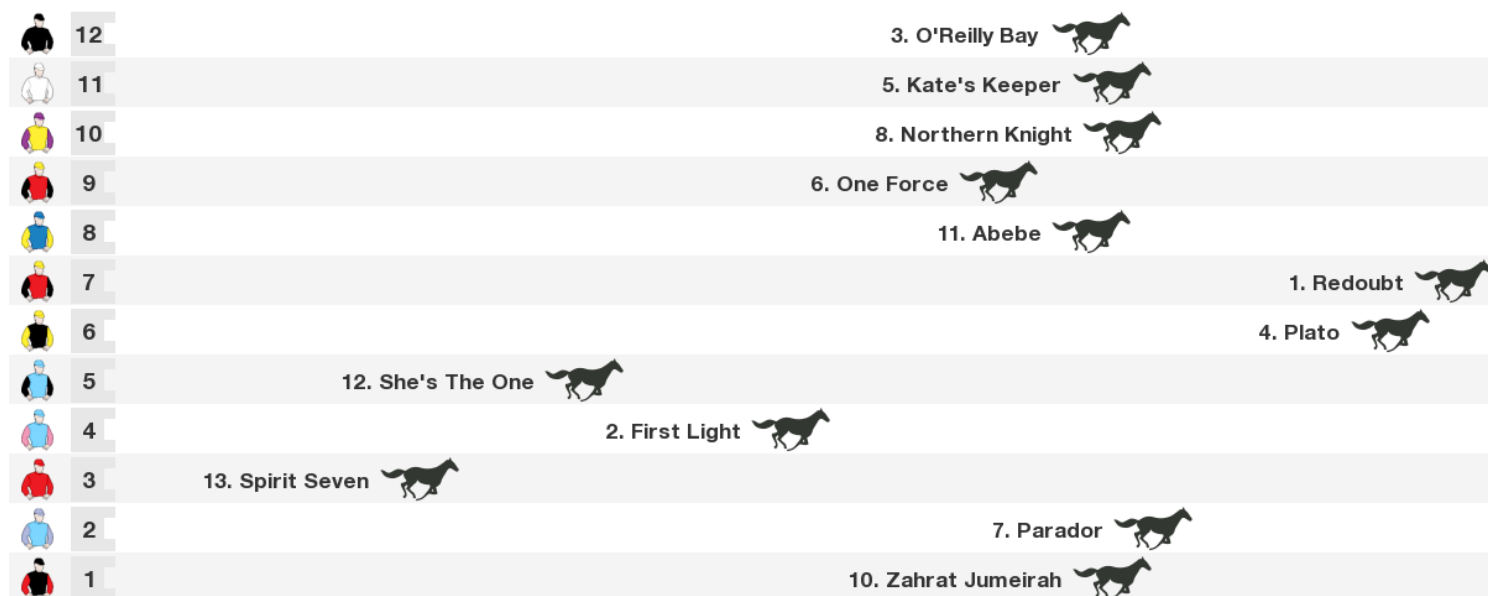 12 3. O'Reilly Bay
11 5. Kate's Keeper
10 8. Northern Knight
9 6. One Force
8 11. Abebe
7 1. Redoubt
6 4. Plato
5 12. She's The One
4 2. First Light
3 13. Spirit Seven
2 7. Parador
1 10. Zahrat Jumeirah